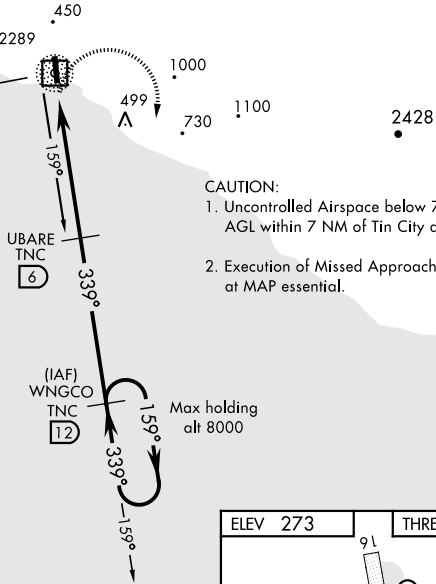 450
2289
1000
499
1100
730
2428
159°
CAUTION:
1. Uncontrolled Airspace below 7
AGL within 7 NM of Tin City
2. Execution of Missed Approach
at MAP essential.
UBARE
TNC
6
339°
(IAF)
WNGCO
TNC
12
159°
Max holding
alt 8000
339°
159°
ELEV 273
THRE
16